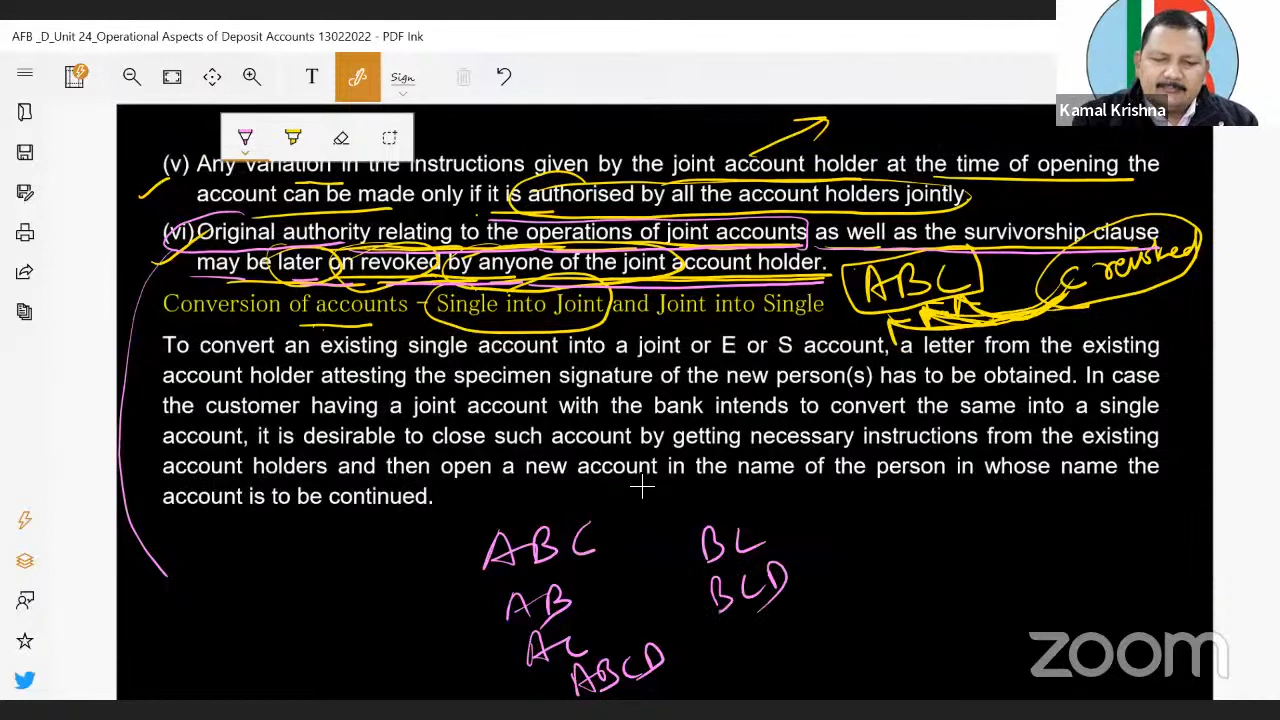 AFB _D_Unit 24_Operational Aspects of Deposit Accounts 13022022 - PDF Ink
T
Sign
Kamal Krishna
(v) Any variation in the instructions given by the joint account holder at the time of opening the
account can be made only if it is authorised by all the account holders jointly.
(vi) Original authority relating to the operations of joint accounts as well as the survivorship clause
may be later on revoked by anyone of the joint account holder.
ABC
C revoked
Conversion of accounts - Single into Joint and Joint into Single
To convert an existing single account into a joint or E or S account, a letter from the existing
account holder attesting the specimen signature of the new person(s) has to be obtained. In case
the customer having a joint account with the bank intends to convert the same into a single
account, it is desirable to close such account by getting necessary instructions from the existing
account holders and then open a new account in the name of the person in whose name the
account is to be continued.
ABC BC
AB BCD
AC
ABCD
zoom